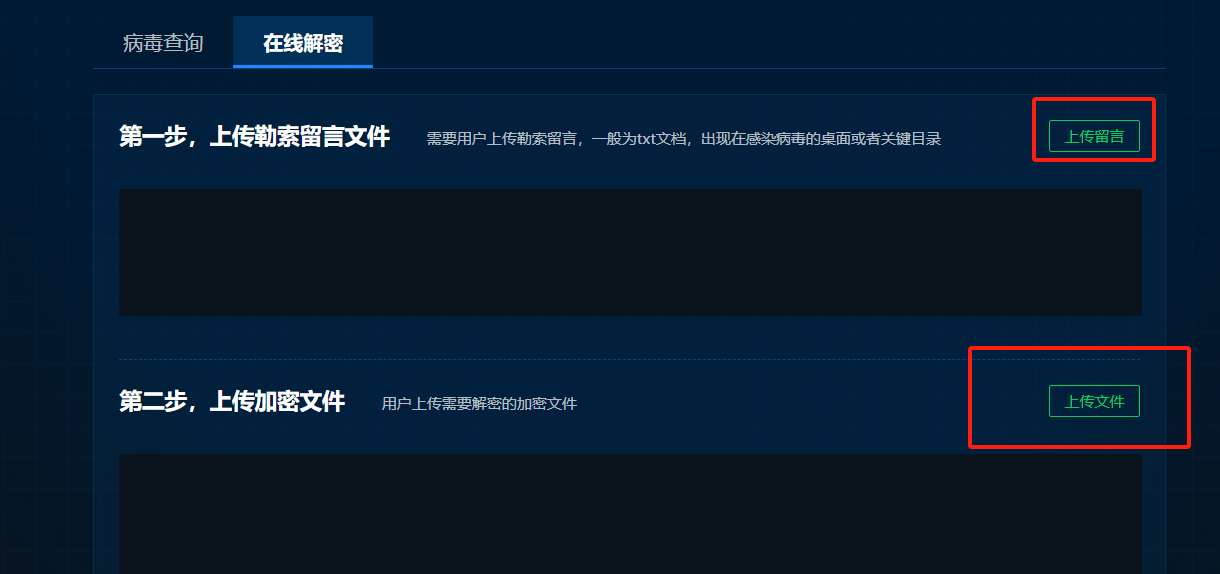 病毒查询 在线解密
第一步，上传勒索留言文件 需要用户上传勒索留言，一般为txt文档，出现在感染病毒的桌面或者关键目录 上传留言
第二步，上传加密文件 用户上传需要解密的加密文件 上传文件